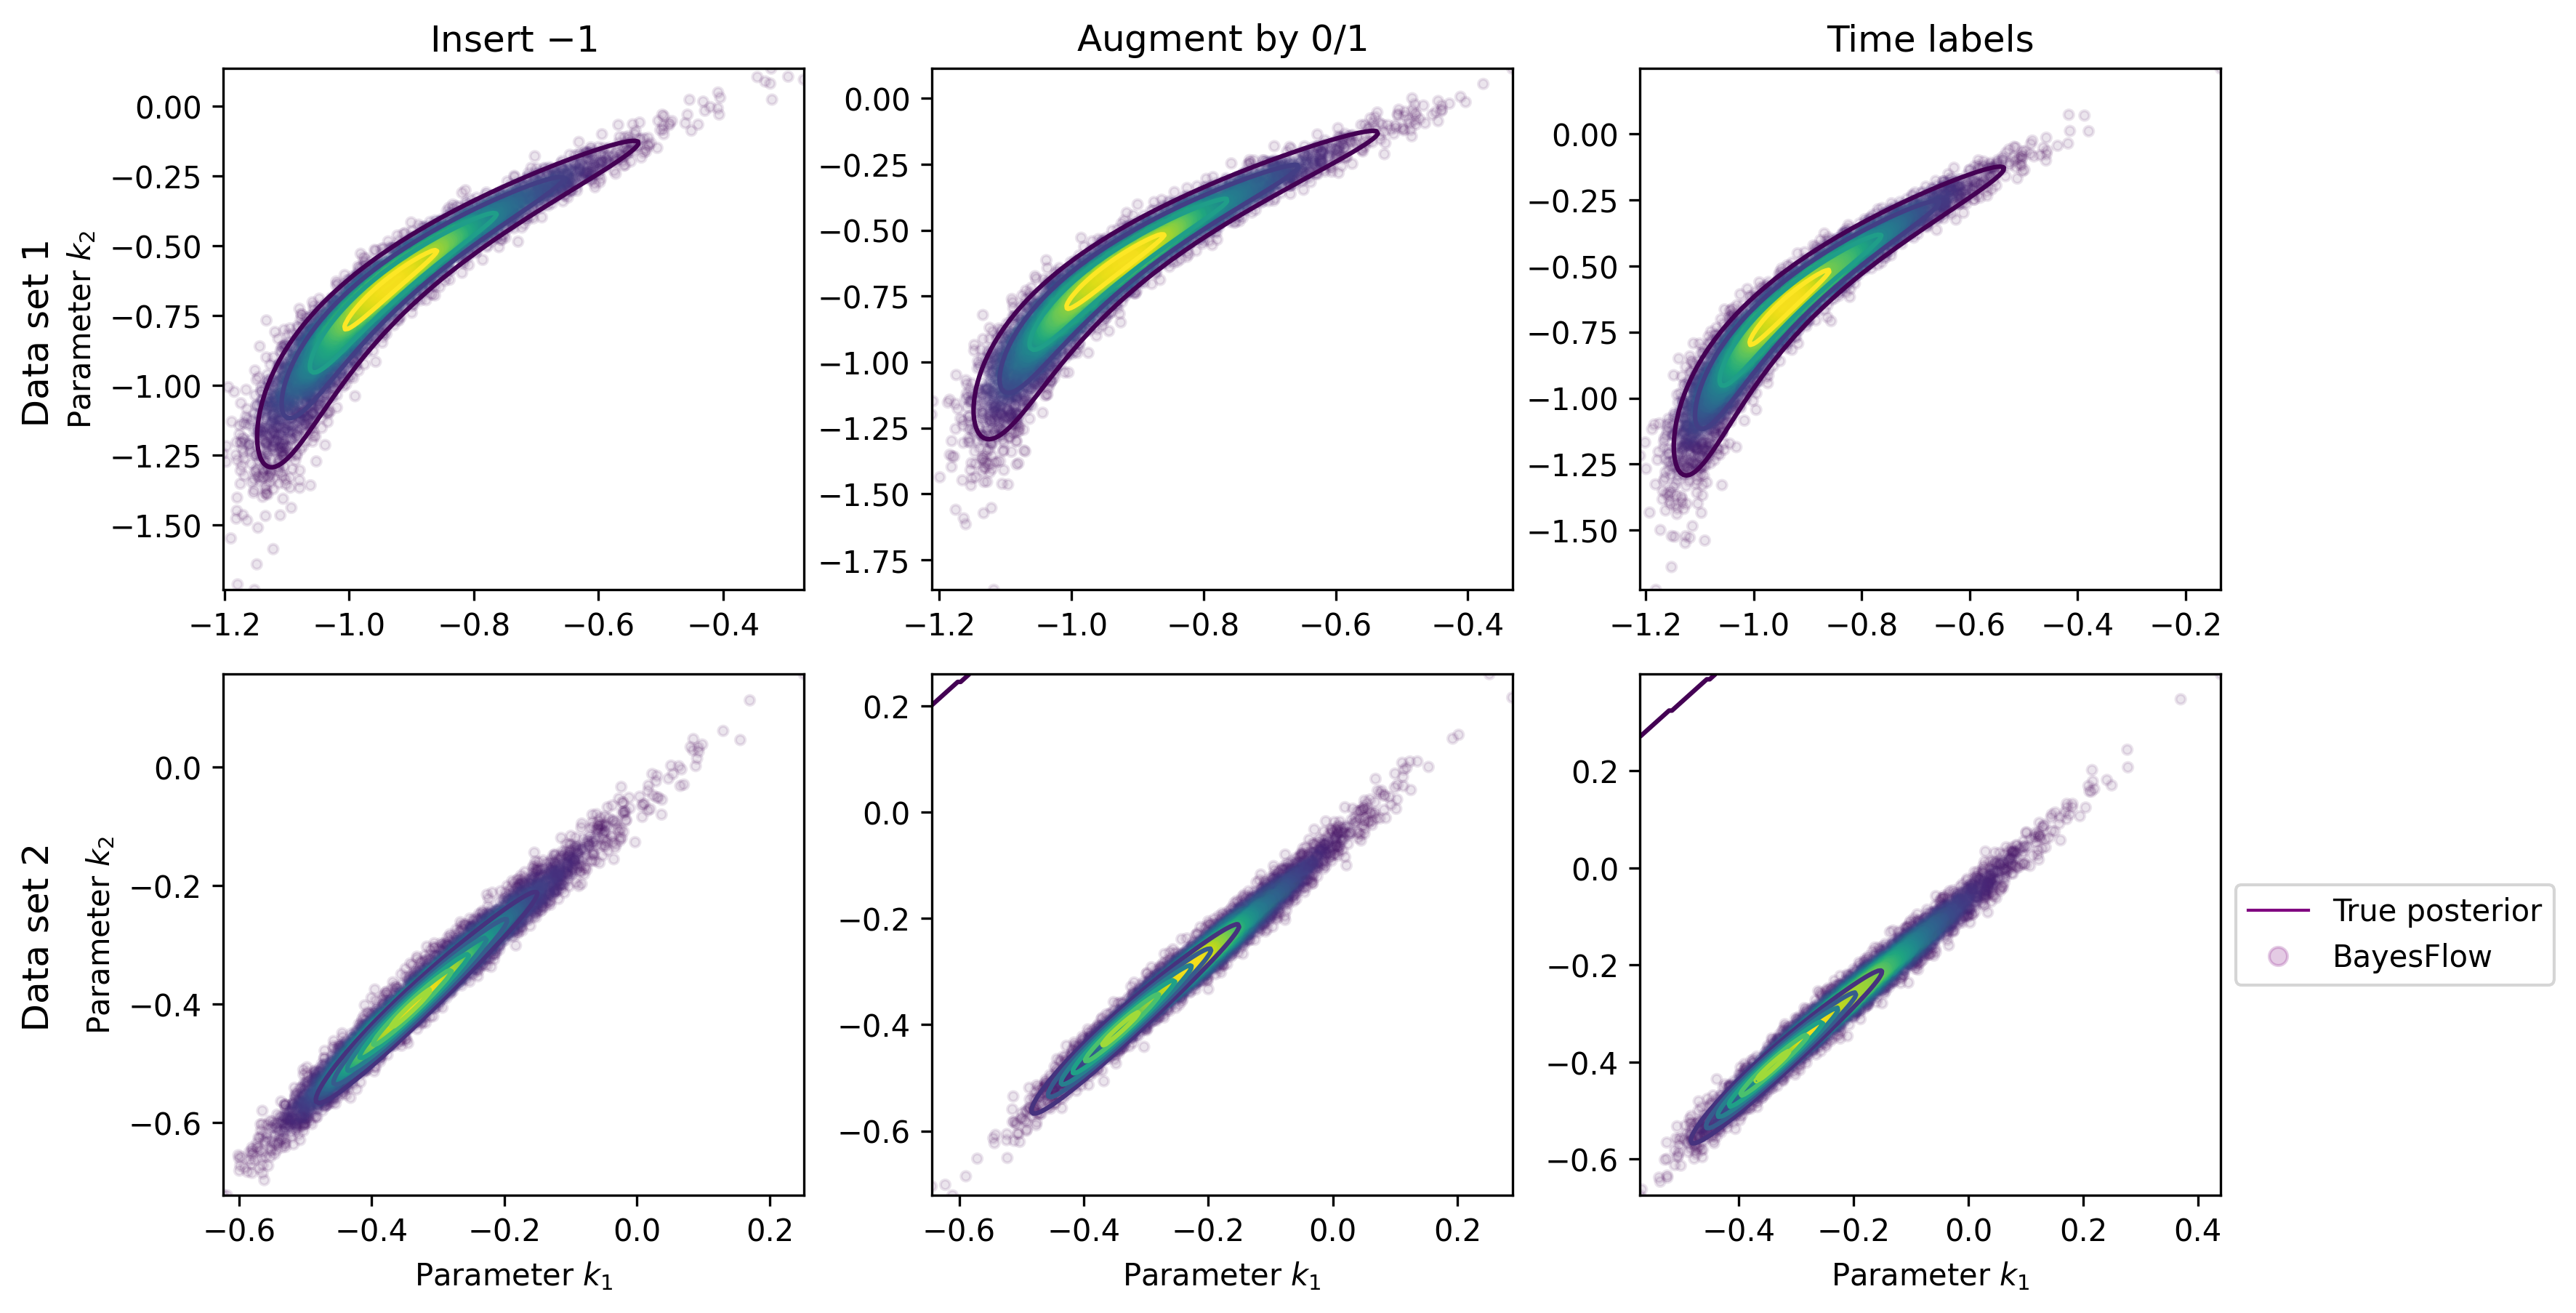 Insert −1
Augment by 0/1
Time labels
Data set 1
Parameter k₂
0.00
−0.25
−0.50
−0.75
−1.00
−1.25
−1.50
−1.2 −1.0 −0.8 −0.6 −0.4
0.00
−0.25
−0.50
−0.75
−1.00
−1.25
−1.50
−1.75
−1.2 −1.0 −0.8 −0.6 −0.4
0.00
−0.25
−0.50
−0.75
−1.00
−1.25
−1.50
−1.2 −1.0 −0.8 −0.6 −0.4 −0.2
Data set 2
Parameter k₂
0.0
−0.2
−0.4
−0.6
−0.6 −0.4 −0.2 0.0 0.2
Parameter k₁
0.2
0.0
−0.2
−0.4
−0.6
−0.6 −0.4 −0.2 0.0 0.2
Parameter k₁
0.2
0.0
−0.2
−0.4
−0.6
−0.4 −0.2 0.0 0.2 0.4
Parameter k₁
True posterior
BayesFlow